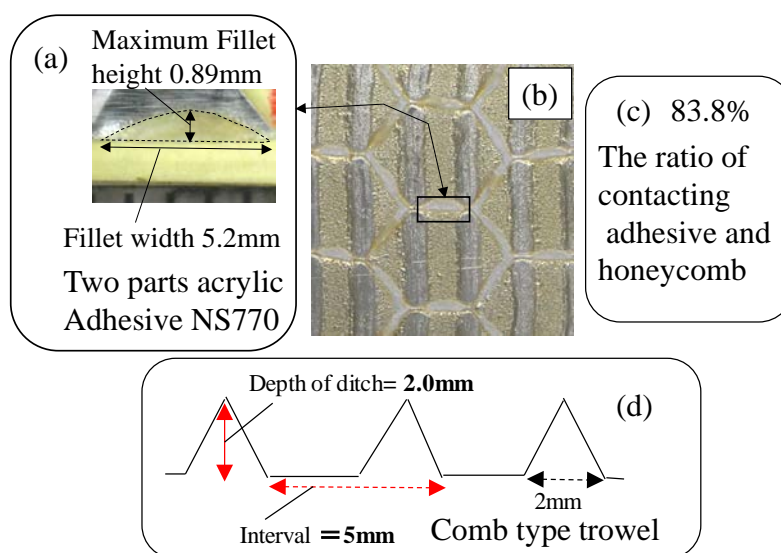 (a)
Maximum Fillet
height 0.89mm
Fillet width 5.2mm
Two parts acrylic
Adhesive NS770
(b)
(c) 83.8%
The ratio of
contacting
adhesive and
honeycomb
Depth of ditch= 2.0mm
(d)
2mm
Interval =5mm
Comb type trowel